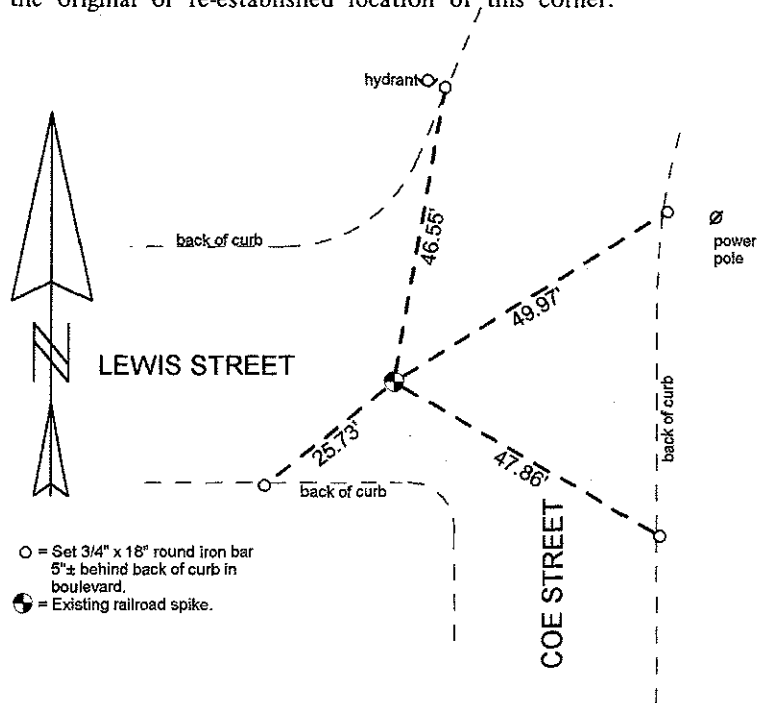 the original or re-established location of this corner.
hydrant
back of curb
46.55'
49.97'
power
pole
N
LEWIS STREET
25.73'
back of curb
47.86'
back of curb
COE STREET
= Set 3/4" x 18" round iron bar
5"± behind back of curb in
boulevard.
= Existing railroad spike.